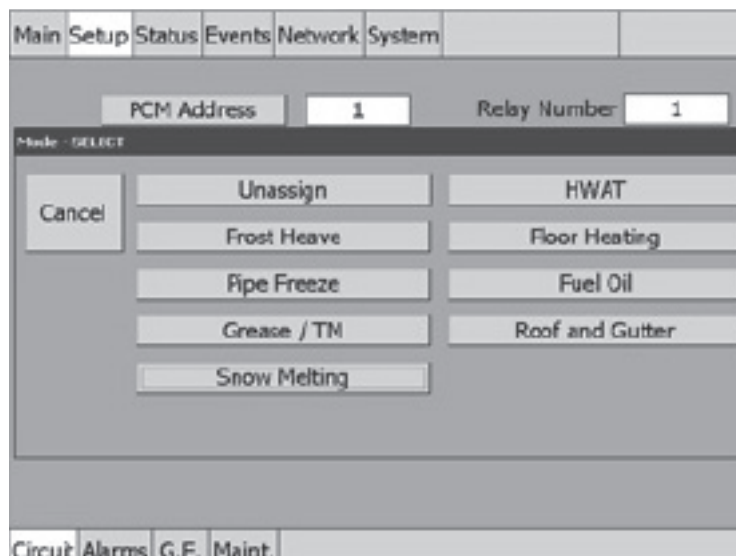 Main Setup Status Events Network System
PCM Address 1 Relay Number 1
Mode - SELECT
Cancel
Unassign HWAT
Frost Heave Floor Heating
Pipe Freeze Fuel Oil
Grease / TM Roof and Gutter
Snow Melting
Circuit Alarms G.F. Maint.